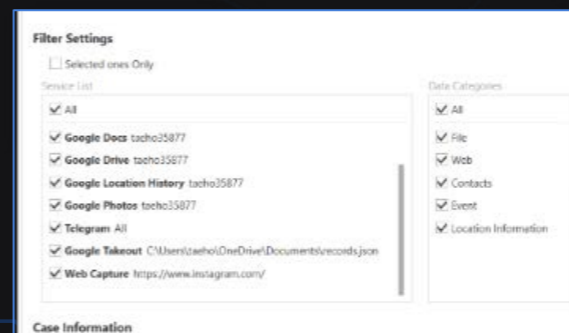 Filter Settings
Selected ones Only
Service List
All
Google Docs taeho35877
Google Drive taeho35877
Google Location History taeho35877
Google Photos taeho35877
Telegram All
Google Takeout C:\Users\taeho\OneDrive\Documents\records.json
Web Capture https://www.instagram.com/
Data Categories
All
File
Web
Contacts
Event
Location Information
Case Information